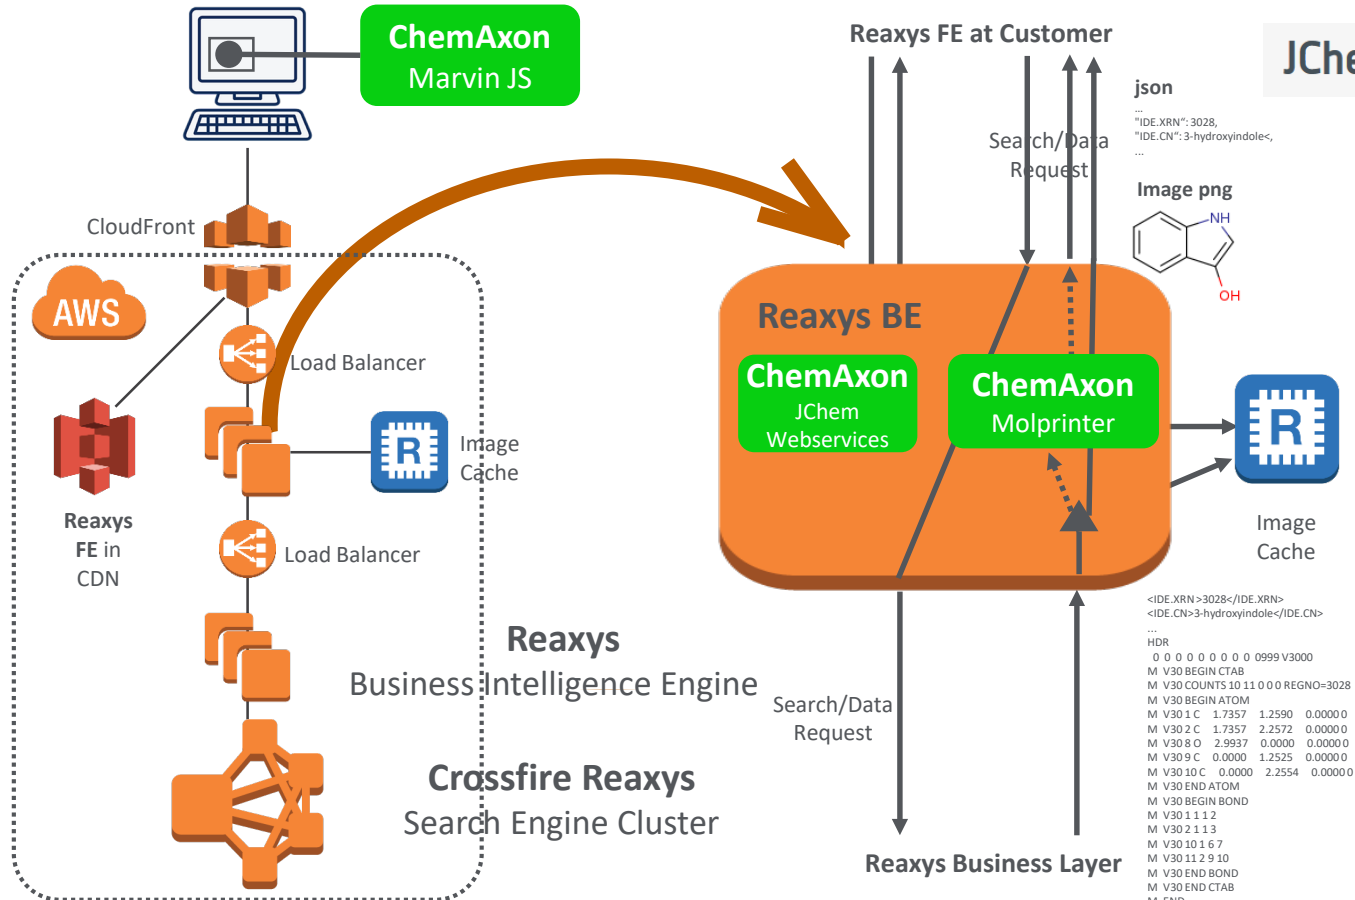 ChemAxon
Marvin JS
CloudFront
AWS
Load Balancer
R
Image
Cache
Reaxys
FE in
CDN
Load Balancer
Reaxys
Business Intelligence Engine
Crossfire Reaxys
Search Engine Cluster
Reaxys FE at Customer
Search/Data
Request
json
...
"IDE.XRN": 3028,
"IDE.CN": 3-hydroxyindole<,
...
Image png
NH
OH
Reaxys BE
ChemAxon
JChem
Webservices
ChemAxon
Molprinter
R
Image
Cache
Search/Data
Request
Reaxys Business Layer
<IDE.XRN>3028</IDE.XRN>
<IDE.CN>3-hydroxyindole</IDE.CN>
...
HDR
0 0 0 0 0 0 0 0 0 0999 V3000
M V30 BEGIN CTAB
M V30 COUNTS 10 11 0 0 0 REGNO=3028
M V30 BEGIN ATOM
M V30 1 C 1.7357 1.2590 0.0000 0
M V30 2 C 1.7357 2.2572 0.0000 0
M V30 8 O 2.9937 0.0000 0.0000 0
M V30 9 C 0.0000 1.2525 0.0000 0
M V30 10 C 0.0000 2.2554 0.0000 0
M V30 END ATOM
M V30 BEGIN BOND
M V30 1 1 1 2
M V30 2 1 1 3
M V30 10 1 6 7
M V30 11 2 9 10
M V30 END BOND
M V30 END CTAB
M END